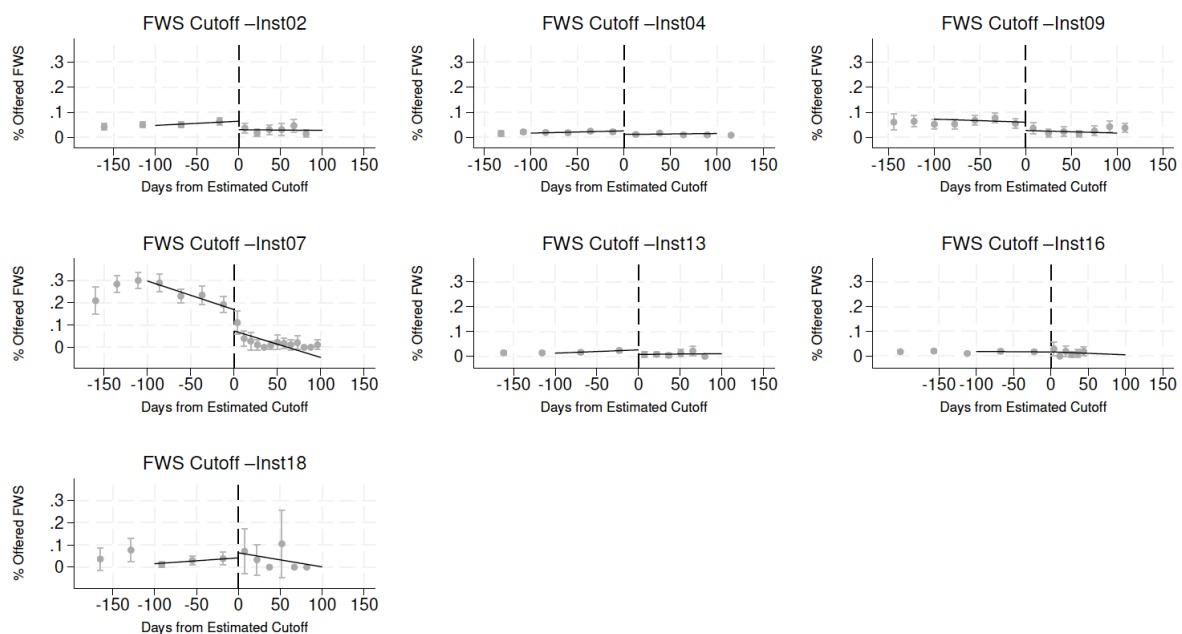 FWS Cutoff –Inst02
% Offered FWS
.3
.2
.1
0
-150 -100 -50 0 50 100 150
Days from Estimated Cutoff
FWS Cutoff –Inst04
% Offered FWS
.3
.2
.1
0
-150 -100 -50 0 50 100 150
Days from Estimated Cutoff
FWS Cutoff –Inst09
% Offered FWS
.3
.2
.1
0
-150 -100 -50 0 50 100 150
Days from Estimated Cutoff
FWS Cutoff –Inst07
% Offered FWS
.3
.2
.1
0
-150 -100 -50 0 50 100 150
Days from Estimated Cutoff
FWS Cutoff –Inst13
% Offered FWS
.3
.2
.1
0
-150 -100 -50 0 50 100 150
Days from Estimated Cutoff
FWS Cutoff –Inst16
% Offered FWS
.3
.2
.1
0
-150 -100 -50 0 50 100 150
Days from Estimated Cutoff
FWS Cutoff –Inst18
% Offered FWS
.3
.2
.1
0
-150 -100 -50 0 50 100 150
Days from Estimated Cutoff